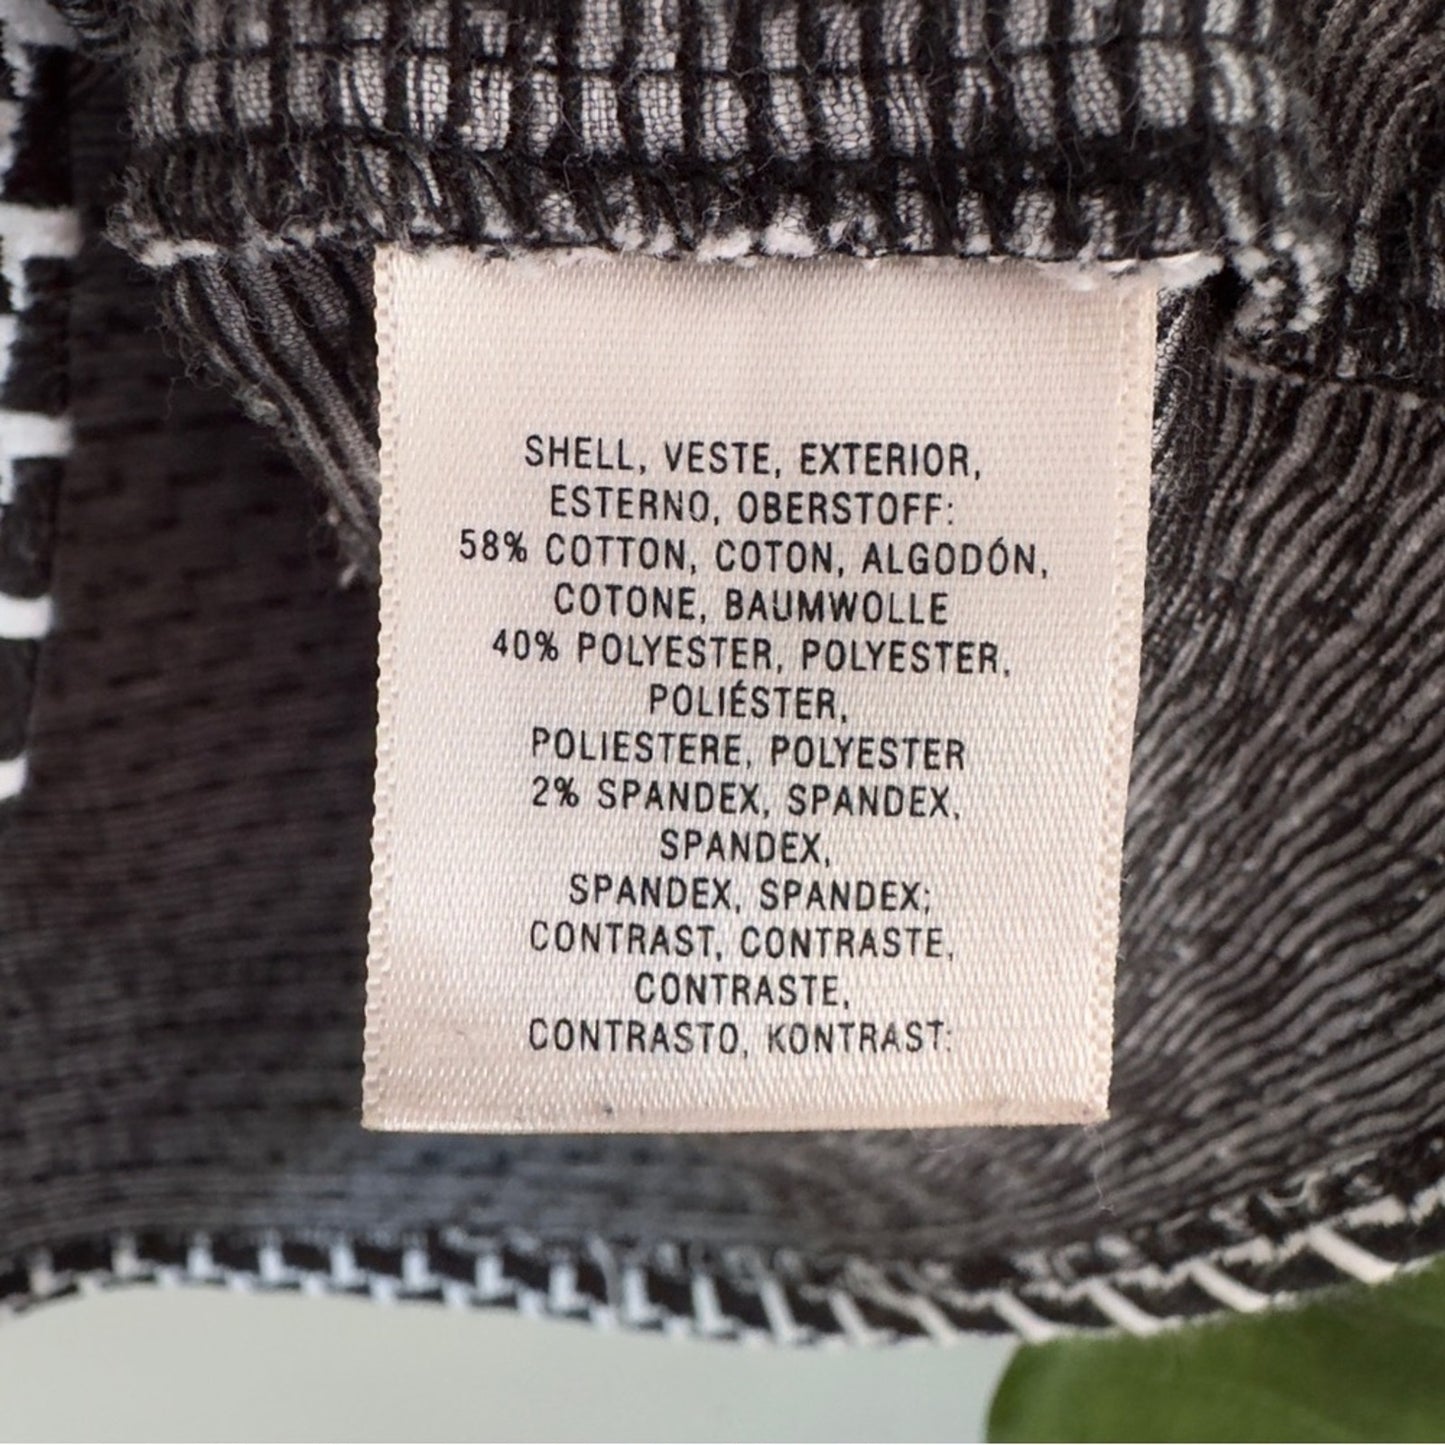 SHELL, VESTE, EXTERIOR,
ESTERNO, OBERSTOFF:
58% COTTON, COTON, ALGODÓN,
COTONE, BAUMWOLLE
40% POLYESTER, POLYESTER,
POLIÉSTER,
POLIESTERE, POLYESTER
2% SPANDEX, SPANDEX,
SPANDEX,
SPANDEX, SPANDEX;
CONTRAST, CONTRASTE,
CONTRASTE,
CONTRASTO, KONTRAST: